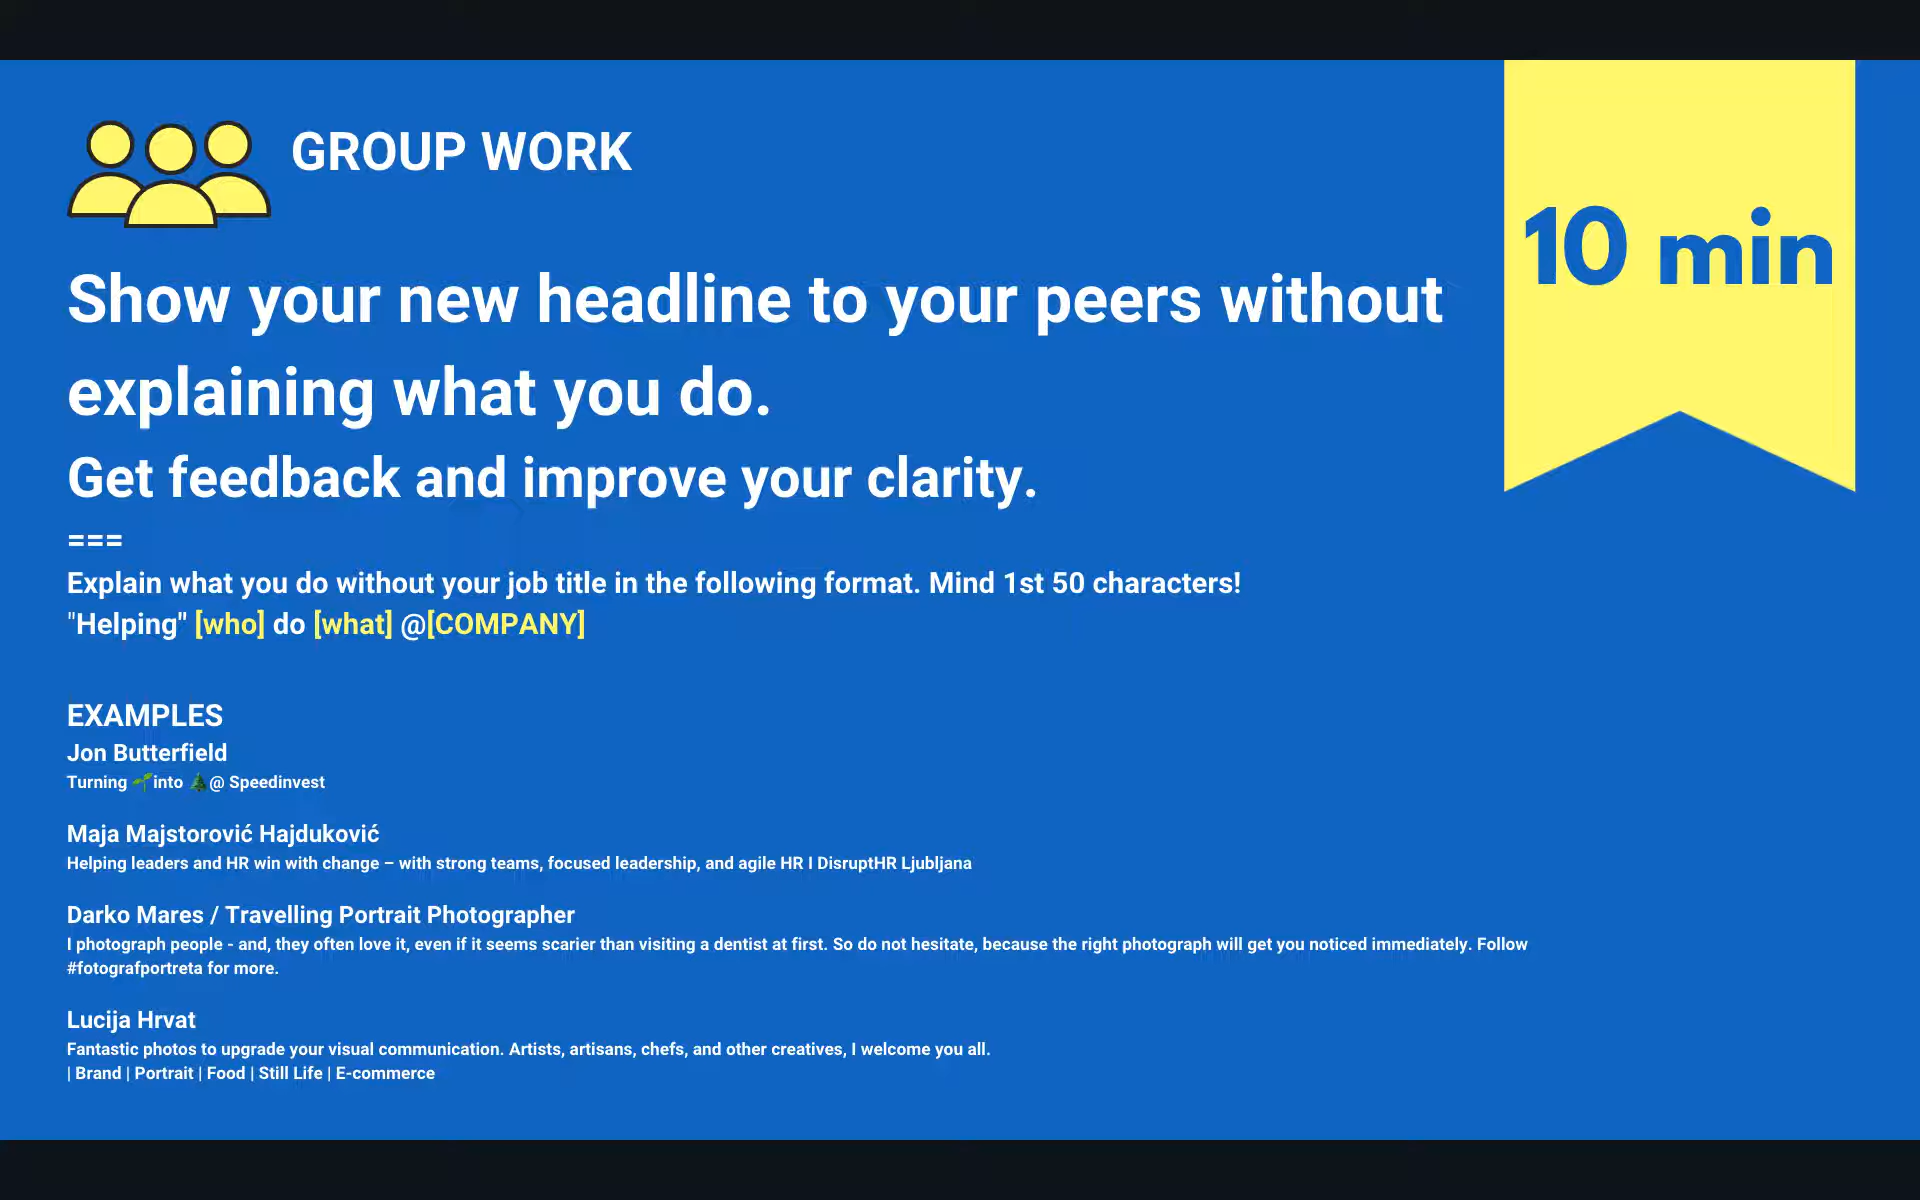 GROUP WORK
10 min
Show your new headline to your peers without
explaining what you do.
Get feedback and improve your clarity.
===
Explain what you do without your job title in the following format. Mind 1st 50 characters!
"Helping" [who] do [what] @[COMPANY]
EXAMPLES
Jon Butterfield
Turning 🌱into 🌲@ Speedinvest
Maja Majstorović Hajduković
Helping leaders and HR win with change – with strong teams, focused leadership, and agile HR I DisruptHR Ljubljana
Darko Mares / Travelling Portrait Photographer
I photograph people - and, they often love it, even if it seems scarier than visiting a dentist at first. So do not hesitate, because the right photograph will get you noticed immediately. Follow
#fotografportreta for more.
Lucija Hrvat
Fantastic photos to upgrade your visual communication. Artists, artisans, chefs, and other creatives, I welcome you all.
| Brand | Portrait | Food | Still Life | E-commerce